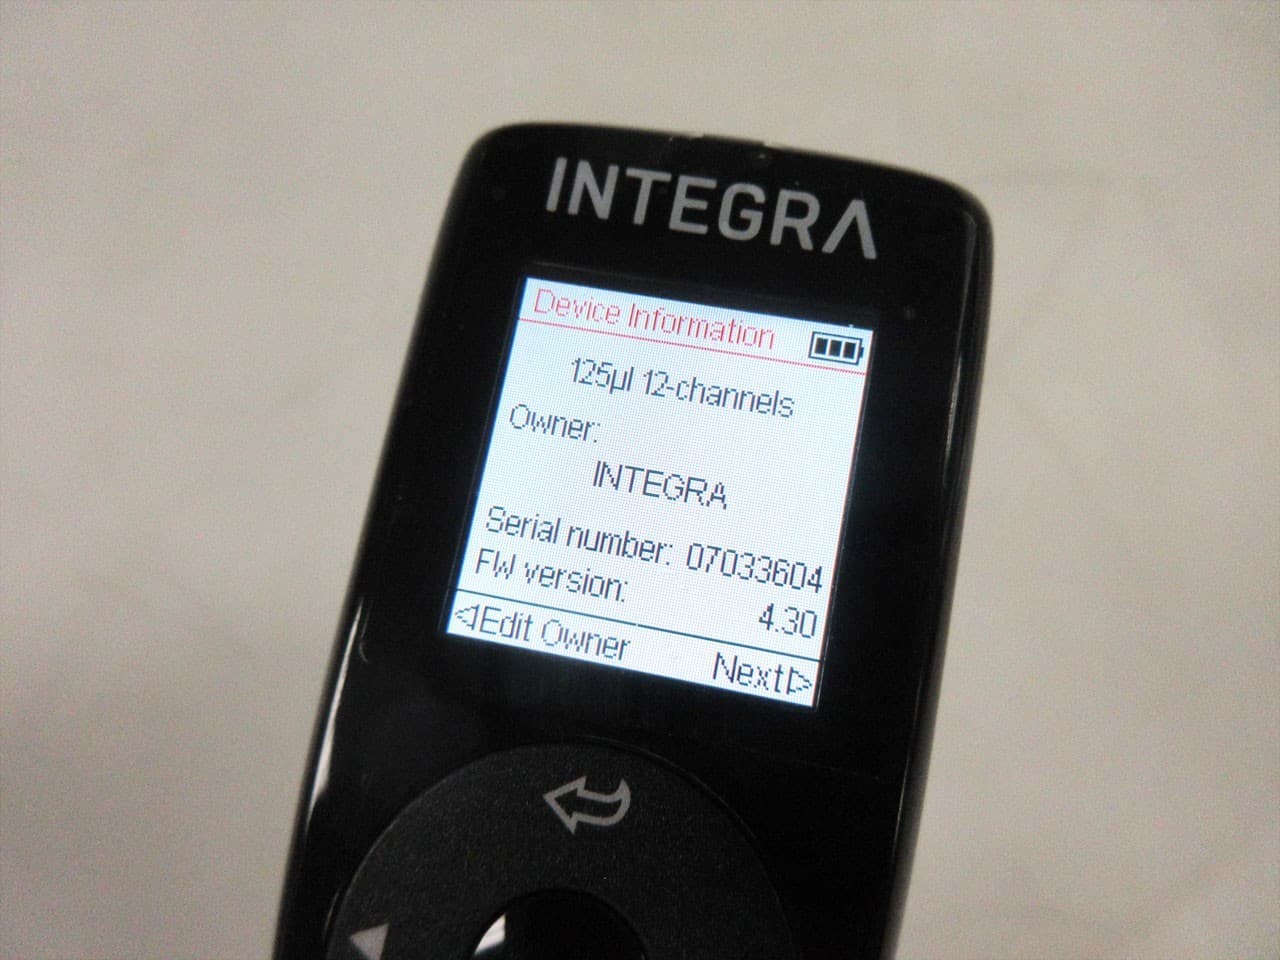 INTEGRA
Device Information
125µl 12-channels
Owner:
INTEGRA
Serial number: 07033604
FW version: 4.30
Edit Owner Next